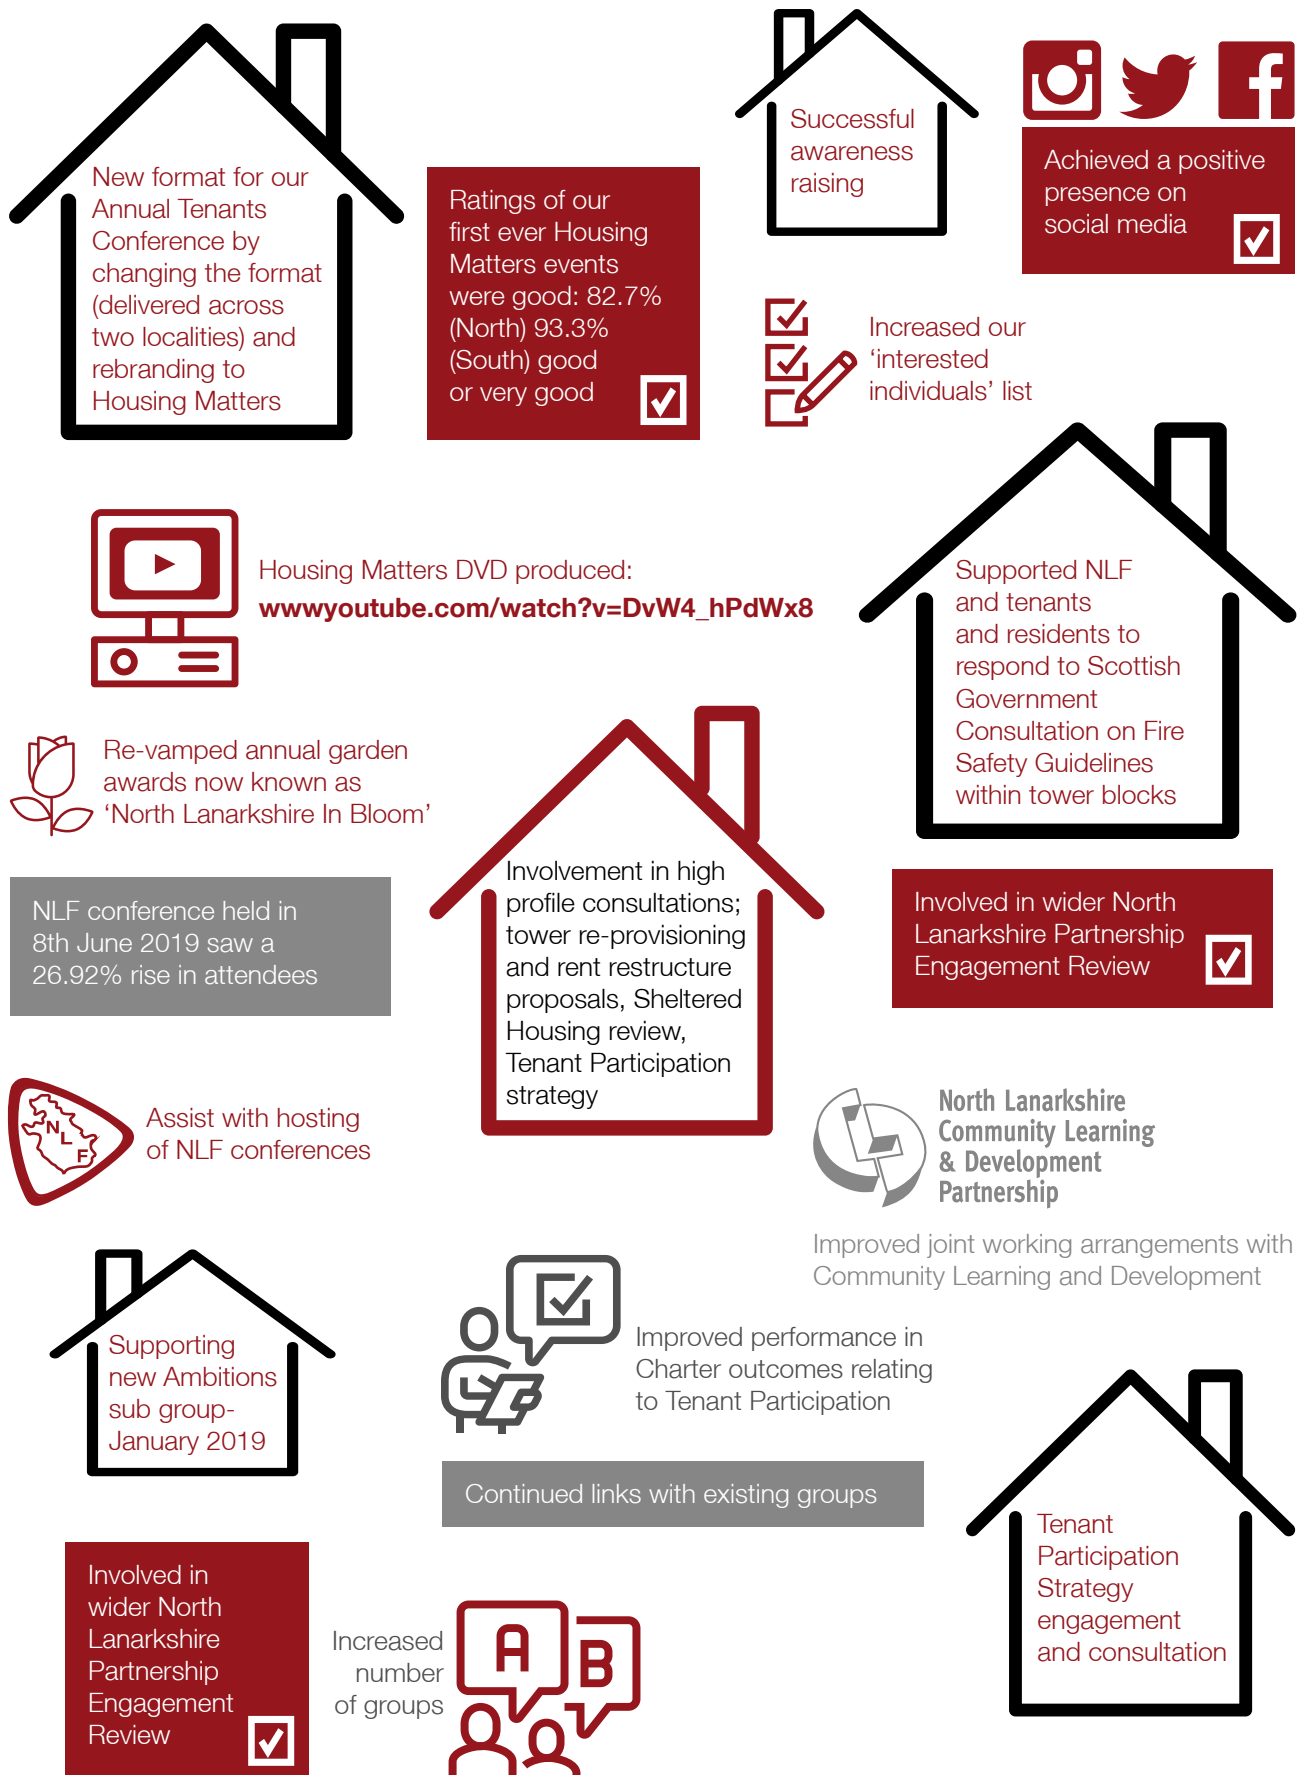 New format for our
Annual Tenants
Conference by
changing the format
(delivered across
two localities) and
rebranding to
Housing Matters
Ratings of our
first ever Housing
Matters events
were good: 82.7%
(North) 93.3%
(South) good
or very good
Successful
awareness
raising
Achieved a positive
presence on
social media
Increased our
‘interested
individuals’ list
Housing Matters DVD produced:
wwwyoutube.com/watch?v=DvW4_hPdWx8
Supported NLF
and tenants
and residents to
respond to Scottish
Government
Consultation on Fire
Safety Guidelines
within tower blocks
Re-vamped annual garden
awards now known as
‘North Lanarkshire In Bloom’
NLF conference held in
8th June 2019 saw a
26.92% rise in attendees
Involvement in high
profile consultations;
tower re-provisioning
and rent restructure
proposals, Sheltered
Housing review,
Tenant Participation
strategy
Involved in wider North
Lanarkshire Partnership
Engagement Review
NLF
Assist with hosting
of NLF conferences
North Lanarkshire
Community Learning
& Development
Partnership
Improved joint working arrangements with
Community Learning and Development
Supporting
new Ambitions
sub group-
January 2019
Improved performance in
Charter outcomes relating
to Tenant Participation
Continued links with existing groups
Tenant
Participation
Strategy
engagement
and consultation
Involved in
wider North
Lanarkshire
Partnership
Engagement
Review
Increased
number
of groups
A
B